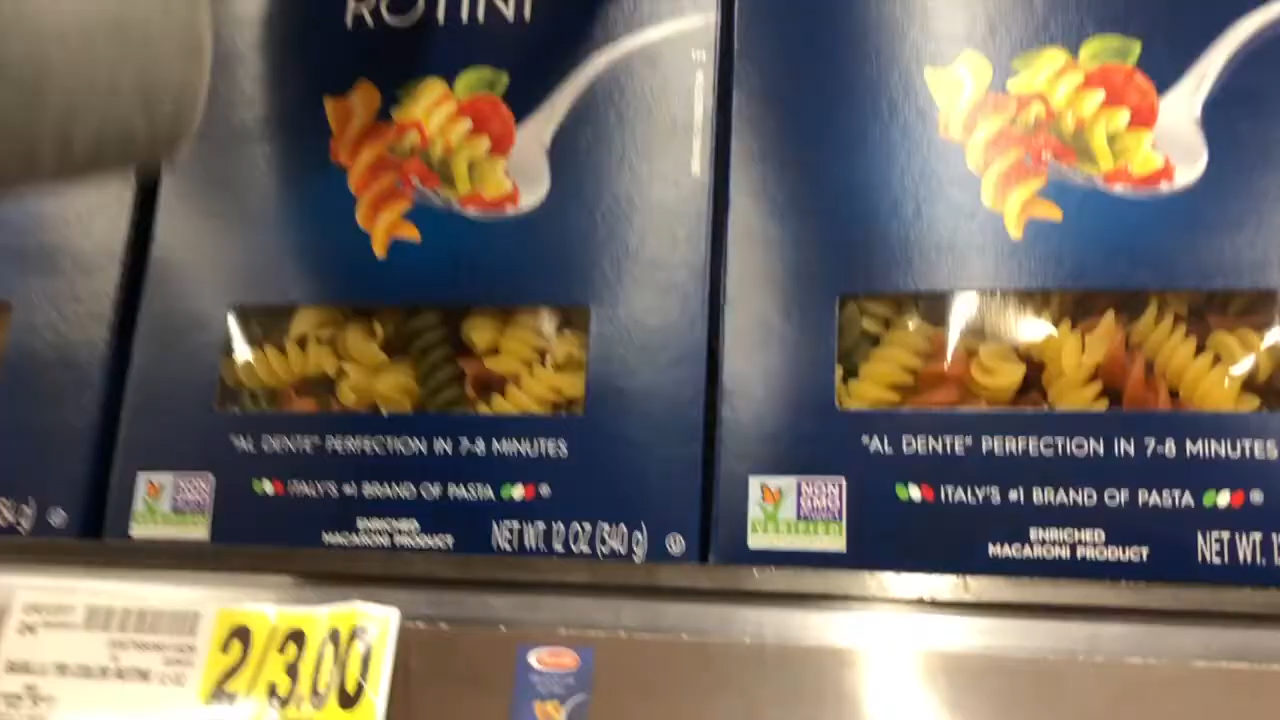 ROTINI
"AL DENTE" PERFECTION IN 7-8 MINUTES
ITALY'S #1 BRAND OF PASTA
ENRICHED
MACARONI PRODUCT
NET WT. 12 OZ (340 g)
NON
GMO
"AL DENTE" PERFECTION IN 7-8 MINUTES
ITALY'S #1 BRAND OF PASTA
ENRICHED
MACARONI PRODUCT
NET WT.
NON
GMO
2/3.00
Barilla